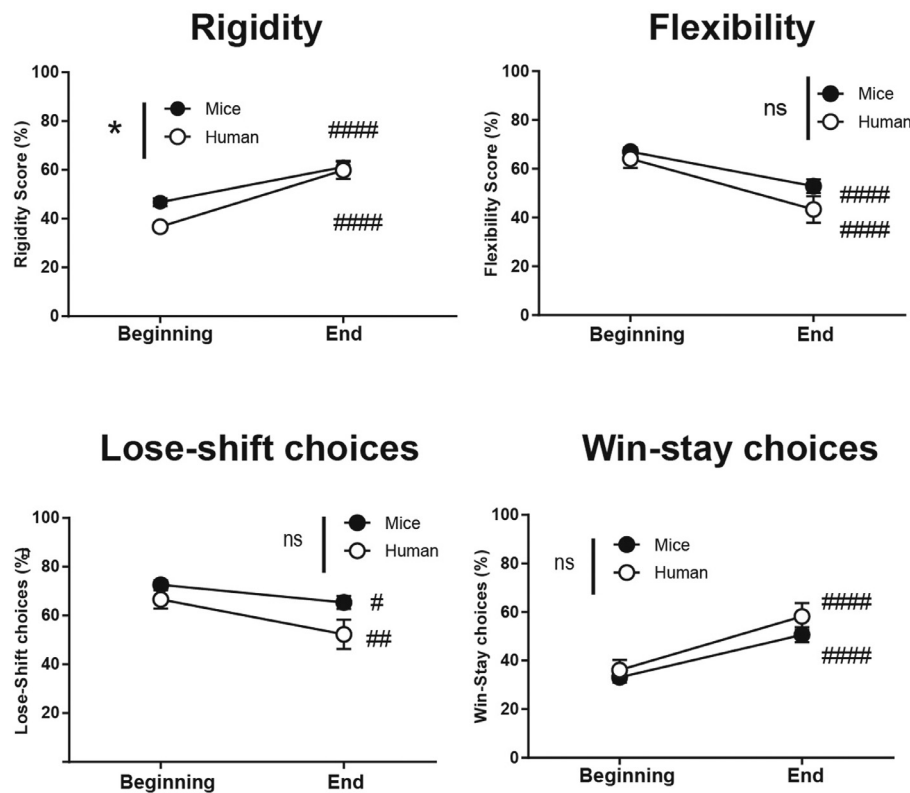 Rigidity
100
80
60
40
20
0
Rigidity Score (%)
*
Mice
Human
####
####
Beginning
End
Flexibility
100
80
60
40
20
0
Flexibility Score (%)
ns
Mice
Human
####
####
Beginning
End
Lose-shift choices
100
80
60
40
20
Lose-Shift choices (%)
ns
Mice
Human
#
##
Beginning
End
Win-stay choices
100
80
60
40
20
0
Win-Stay choices (%)
ns
Mice
Human
####
####
Beginning
End